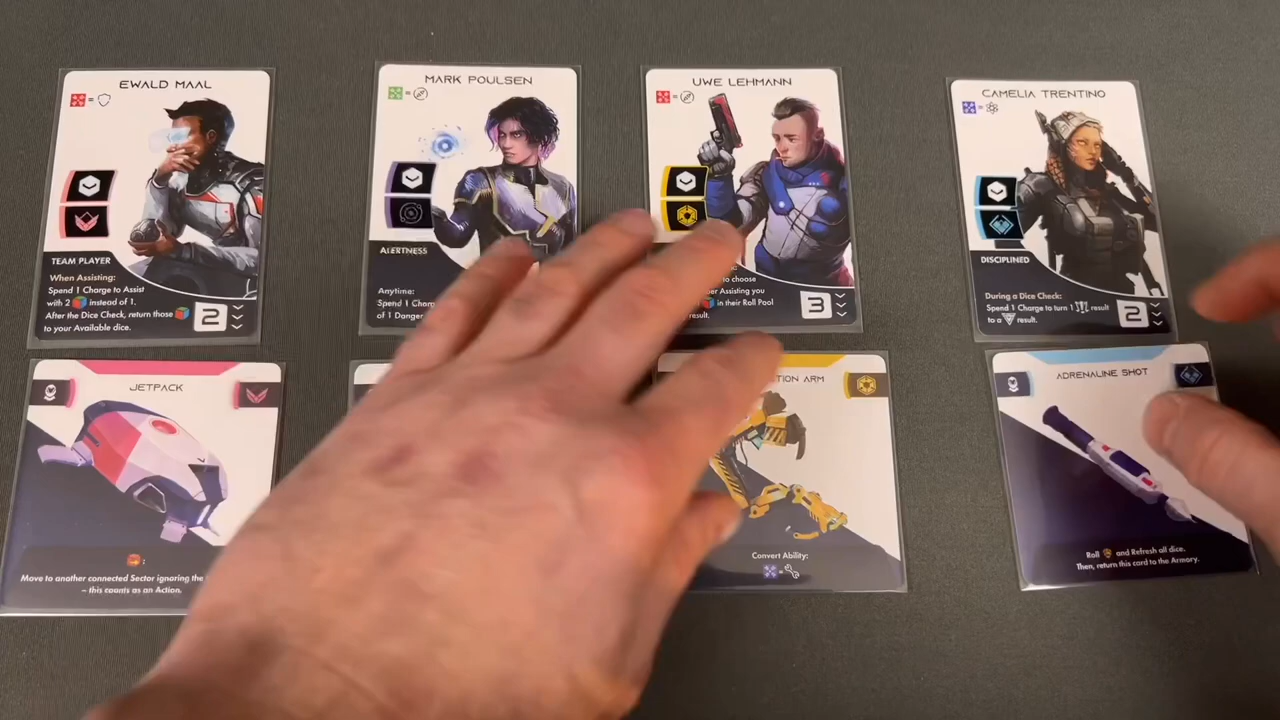 EWALD MAAL
=
TEAM PLAYER
When Assisting:
Spend 1 Charge to Assist
with 2 instead of 1.
After the Dice Check, return those
to your Available dice.
2
MARK POULSEN
=
ALERTNESS
Anytime:
Spend 1
of 1
UWE LEHMANN
=
to choose
Assisting you
in their Roll Pool
3
CAMELIA TRENTINO
=
DISCIPLINED
During a Dice Check:
Spend 1 Charge to turn 1 result
to a result.
2
JETPACK
:
Move to another connected Sector ignoring the
– this counts as an Action.
ARM
Convert Ability:
=
ADRENALINE SHOT
Roll and Refresh all dice.
Then, return this card to the Armory.